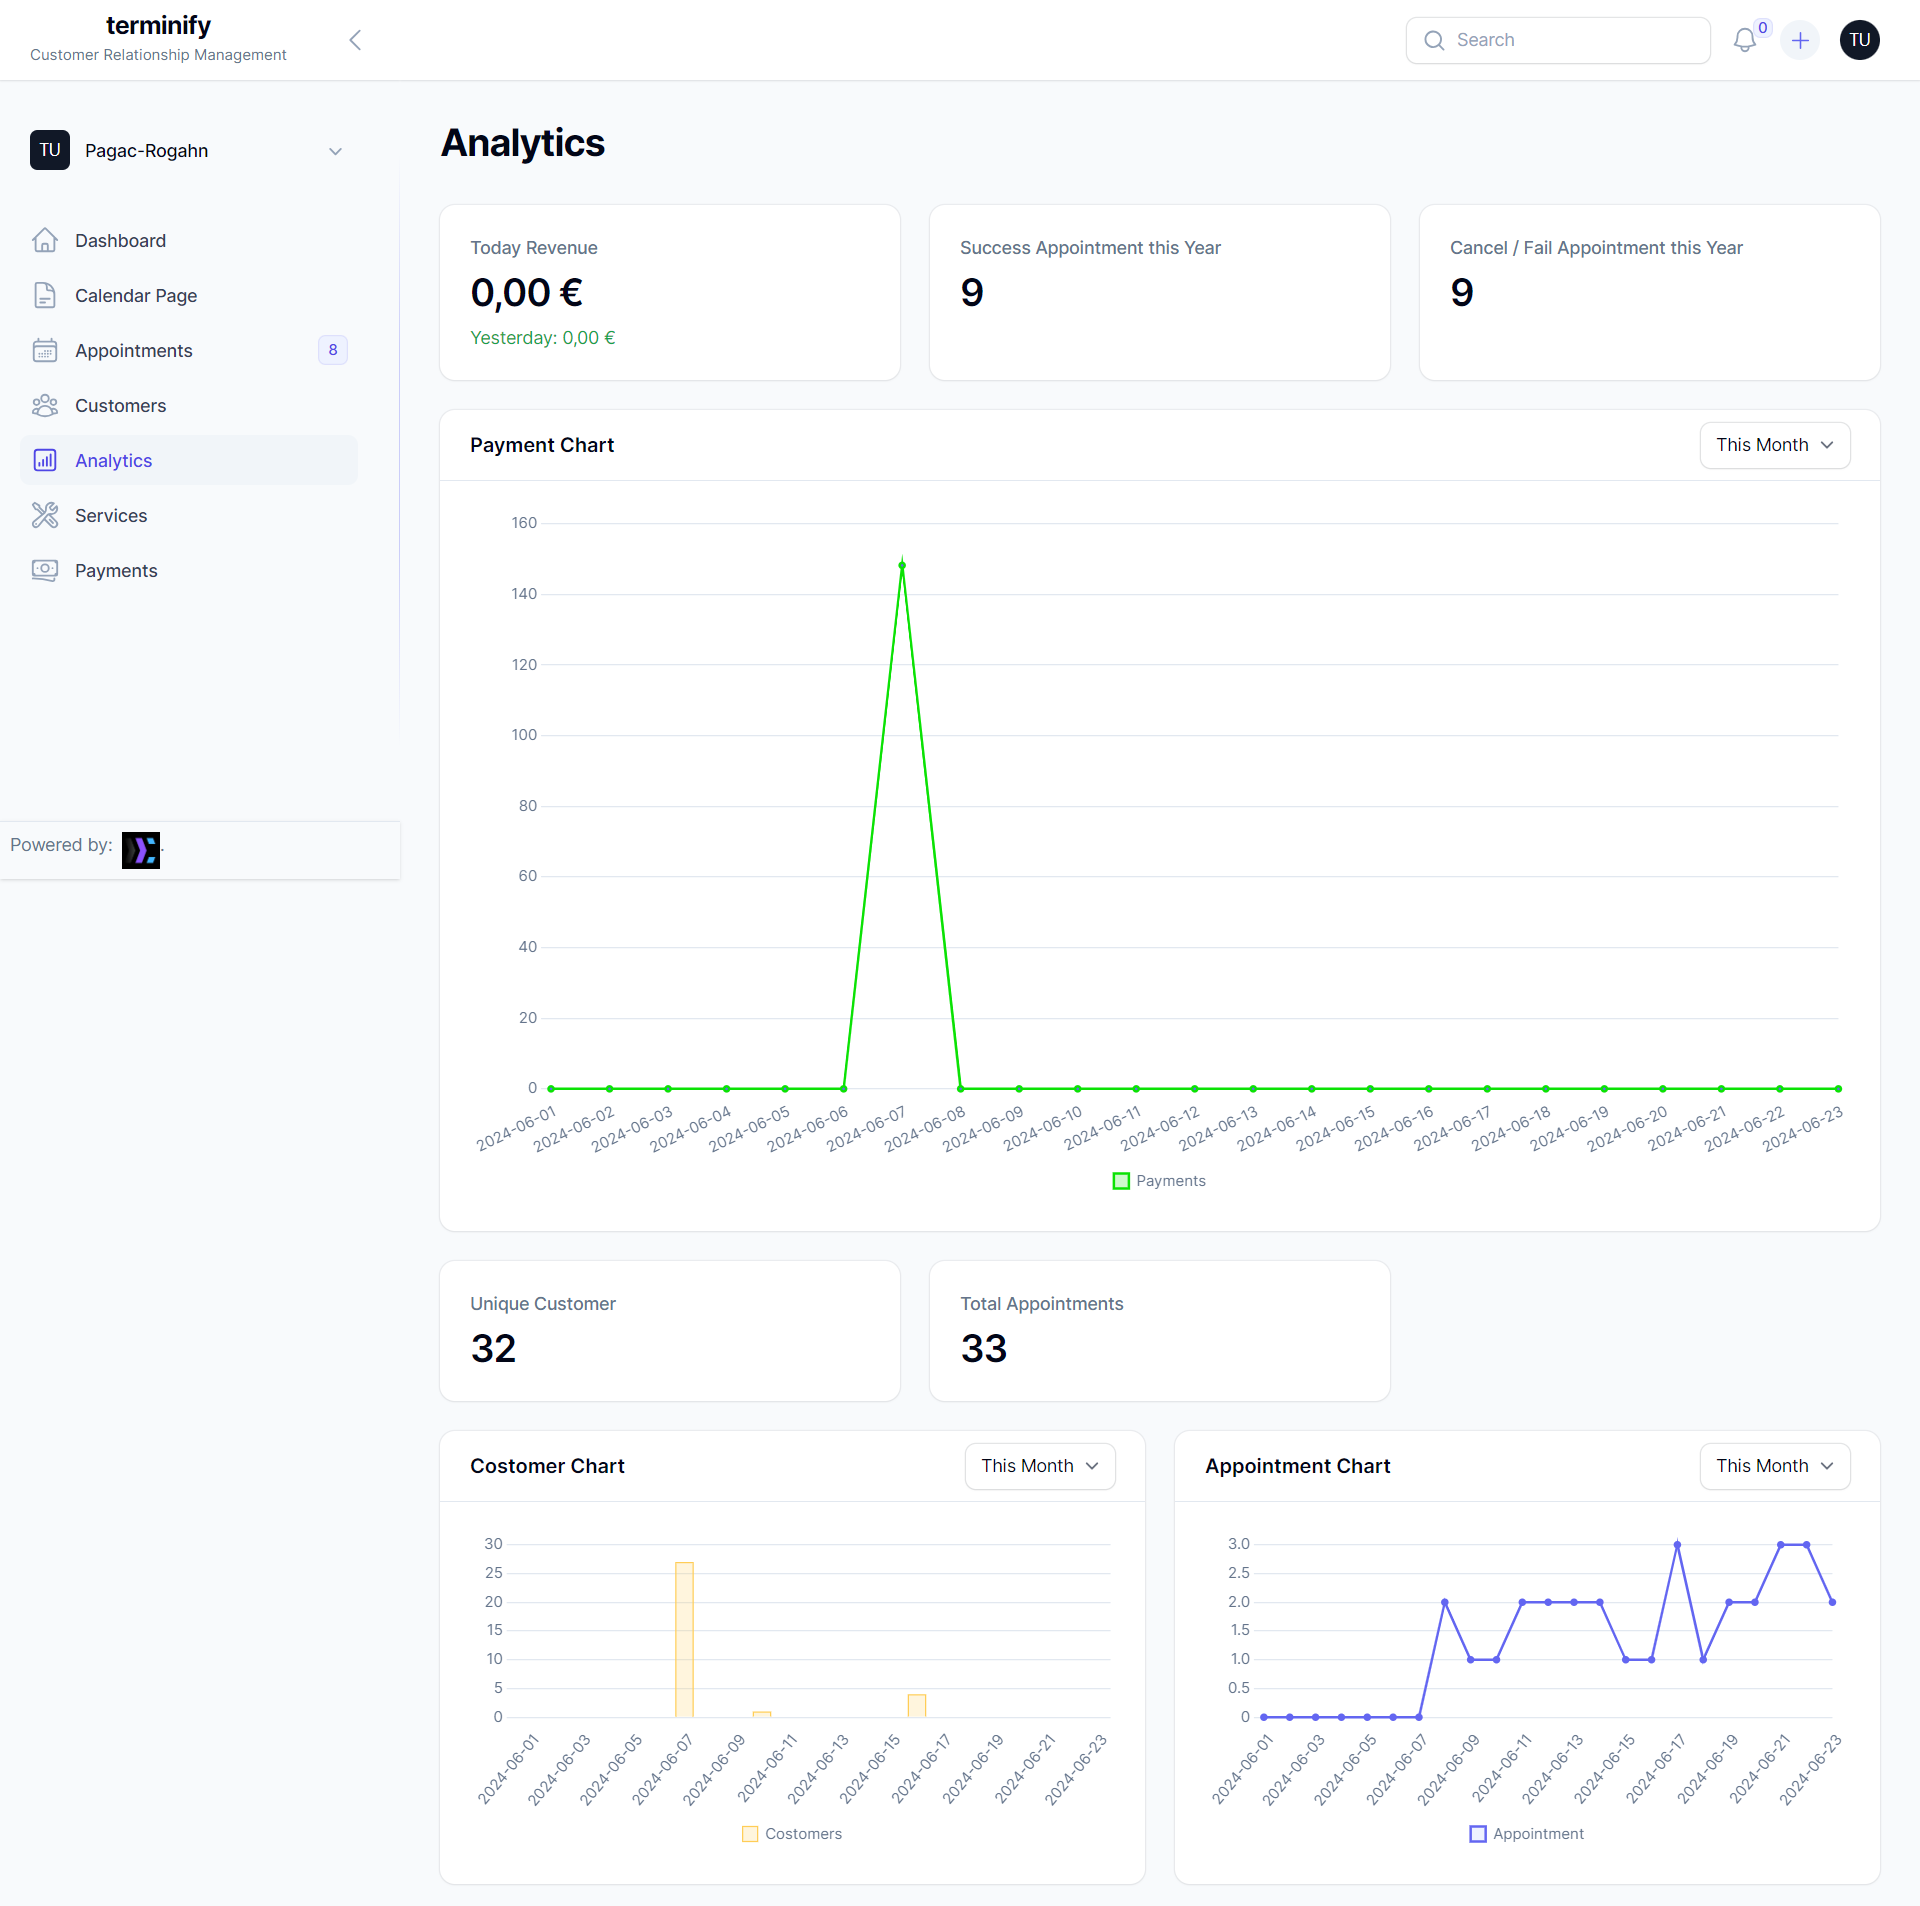 terminify
Customer Relationship Management
Search
0
TU
TU
Pagac-Rogahn
Dashboard
Calendar Page
Appointments
8
Customers
Analytics
Services
Payments
Powered by:
.
Analytics
Today Revenue
0,00 €
Yesterday: 0,00 €
Success Appointment this Year
9
Cancel / Fail Appointment this Year
9
Payment Chart
This Month
160
140
120
100
80
60
40
20
0
2024-06-01
2024-06-02
2024-06-03
2024-06-04
2024-06-05
2024-06-06
2024-06-07
2024-06-08
2024-06-09
2024-06-10
2024-06-11
2024-06-12
2024-06-13
2024-06-14
2024-06-15
2024-06-16
2024-06-17
2024-06-18
2024-06-19
2024-06-20
2024-06-21
2024-06-22
2024-06-23
Payments
Unique Customer
32
Total Appointments
33
Costomer Chart
This Month
30
25
20
15
10
5
0
2024-06-01
2024-06-03
2024-06-05
2024-06-07
2024-06-09
2024-06-11
2024-06-13
2024-06-15
2024-06-17
2024-06-19
2024-06-21
2024-06-23
Costomers
Appointment Chart
This Month
3.0
2.5
2.0
1.5
1.0
0.5
0
2024-06-01
2024-06-03
2024-06-05
2024-06-07
2024-06-09
2024-06-11
2024-06-13
2024-06-15
2024-06-17
2024-06-19
2024-06-21
2024-06-23
Appointment